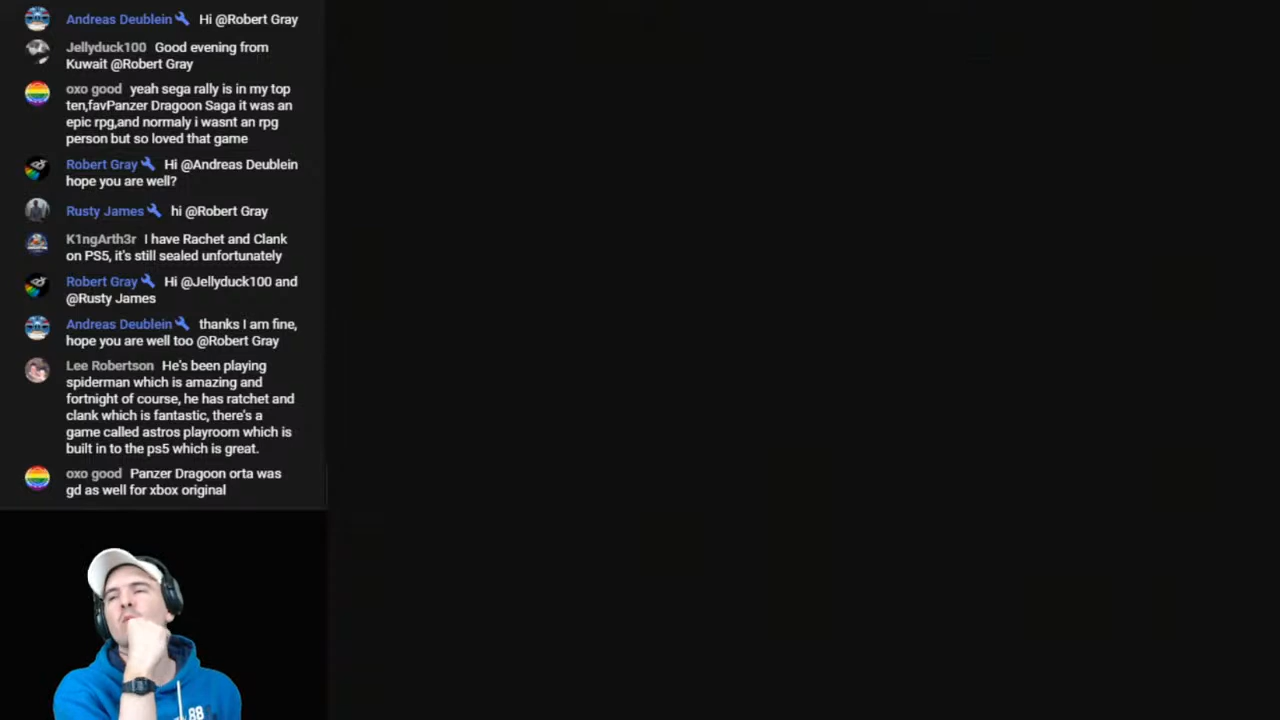 Andreas Deublein Hi @Robert Gray
Jellyduck100 Good evening from
Kuwait @Robert Gray
oxo good yeah sega rally is in my top
ten,favPanzer Dragoon Saga it was an
epic rpg,and normaly i wasnt an rpg
person but so loved that game
Robert Gray Hi @Andreas Deublein
hope you are well?
Rusty James hi @Robert Gray
K1ngArth3r I have Rachet and Clank
on PS5, it's still sealed unfortunately
Robert Gray Hi @Jellyduck100 and
@Rusty James
Andreas Deublein thanks I am fine,
hope you are well too @Robert Gray
Lee Robertson He's been playing
spiderman which is amazing and
fortnight of course, he has ratchet and
clank which is fantastic, there's a
game called astros playroom which is
built in to the ps5 which is great.
oxo good Panzer Dragoon orta was
gd as well for xbox original
88